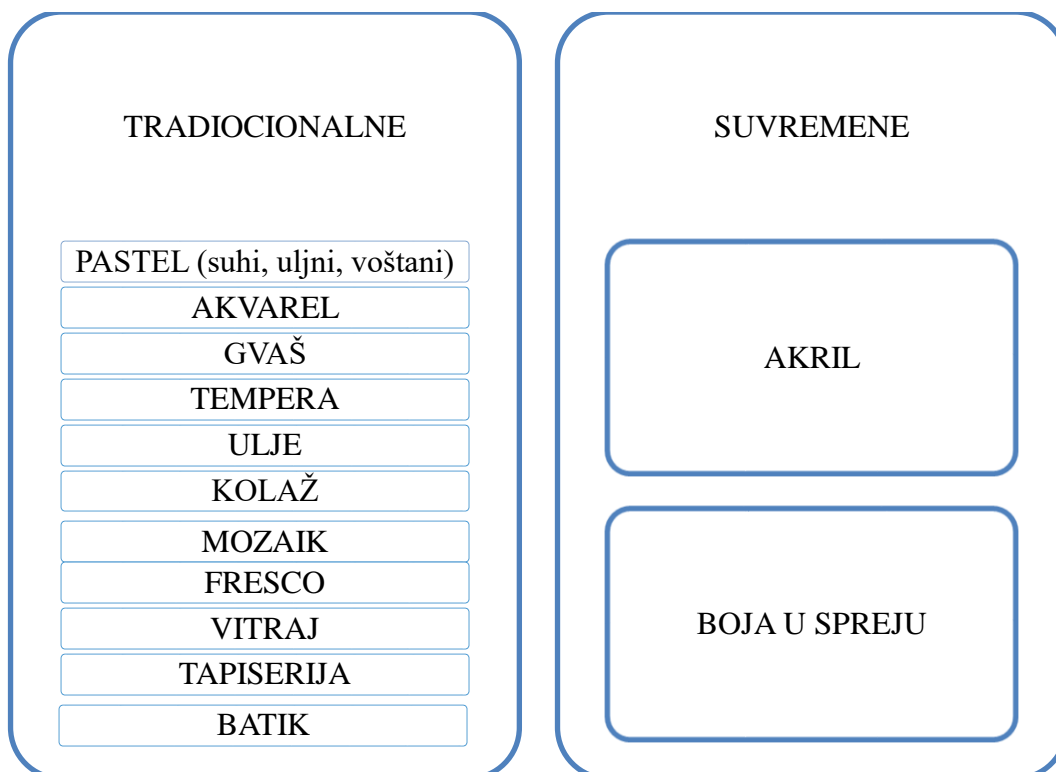 TRADIOCIONALNE
PASTEL (suhi, uljni, voštani)
AKVAREL
GVAŠ
TEMPERA
ULJE
KOLAŽ
MOZAIK
FRESCO
VITRAJ
TAPISERIJA
BATIK
SUVREMENE
AKRIL
BOJA U SPREJU